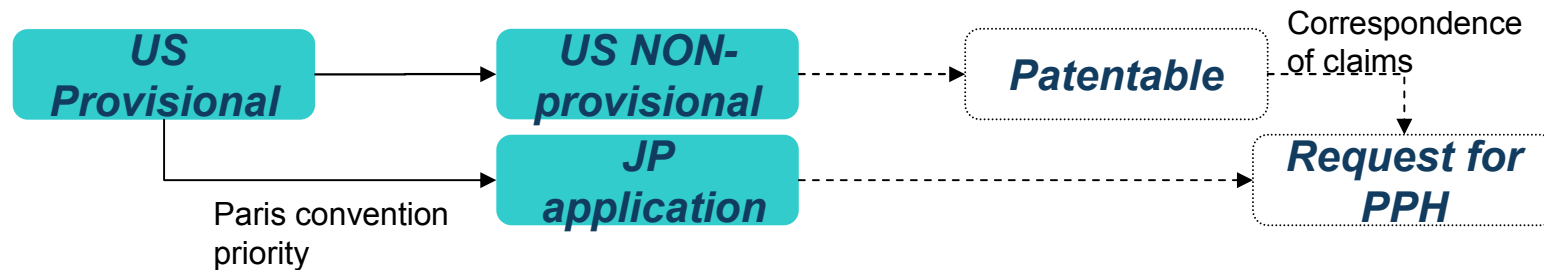 US
Provisional
US NON-
provisional
Patentable
Correspondence
of claims
JP
application
Request for
PPH
Paris convention
priority